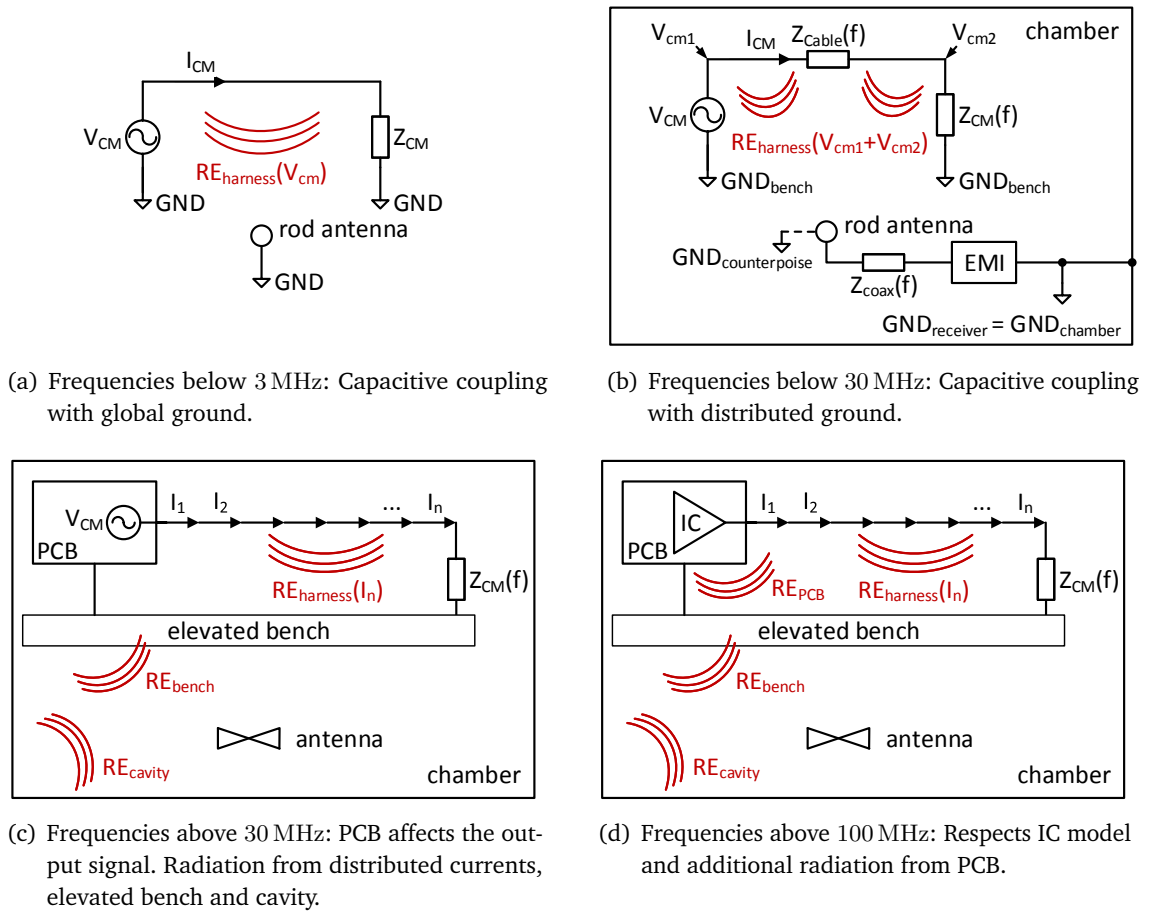 I_CM
V_CM
Z_CM
RE_harness(V_cm)
GND
GND
rod antenna
GND
(a) Frequencies below 3 MHz: Capacitive coupling
with global ground.
chamber
V_cm1
I_CM
Z_Cable(f)
V_cm2
V_CM
Z_CM(f)
RE_harness(V_cm1+V_cm2)
GND_bench
GND_bench
rod antenna
GND_counterpoise
EMI
Z_coax(f)
GND_receiver = GND_chamber
(b) Frequencies below 30 MHz: Capacitive coupling
with distributed ground.
I_1 I_2 ... I_n
V_CM
PCB
Z_CM(f)
RE_harness(I_n)
elevated bench
RE_bench
antenna
RE_cavity
chamber
(c) Frequencies above 30 MHz: PCB affects the out-
put signal. Radiation from distributed currents,
elevated bench and cavity.
I_1 I_2 ... I_n
IC
PCB
Z_CM(f)
RE_PCB
RE_harness(I_n)
elevated bench
RE_bench
antenna
RE_cavity
chamber
(d) Frequencies above 100 MHz: Respects IC model
and additional radiation from PCB.